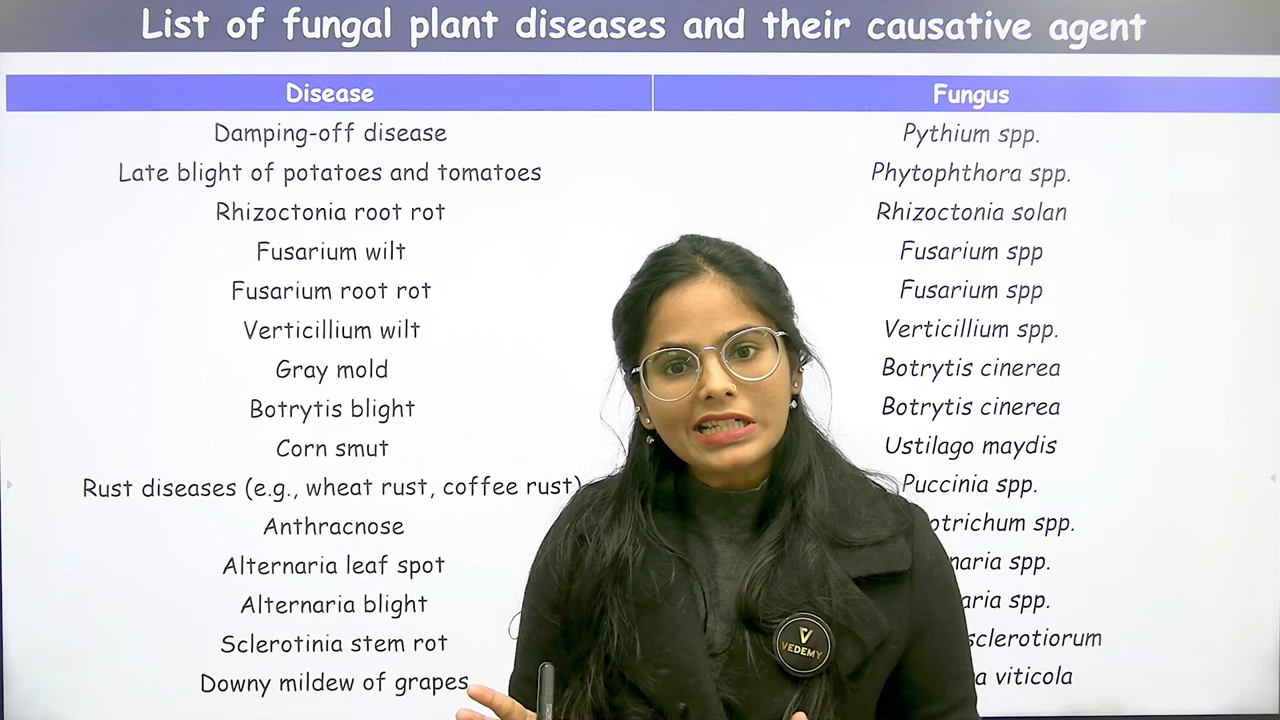 List of fungal plant diseases and their causative agent
Disease Fungus
Damping-off disease Pythium spp.
Late blight of potatoes and tomatoes Phytophthora spp.
Rhizoctonia root rot Rhizoctonia solan
Fusarium wilt Fusarium spp
Fusarium root rot Fusarium spp
Verticillium wilt Verticillium spp.
Gray mold Botrytis cinerea
Botrytis blight Botrytis cinerea
Corn smut Ustilago maydis
Rust diseases (e.g., wheat rust, coffee rust) Puccinia spp.
Anthracnose otrichum spp.
Alternaria leaf spot naria spp.
Alternaria blight aria spp.
Sclerotinia stem rot sclerotiorum
Downy mildew of grapes a viticola
V
VEDEMY